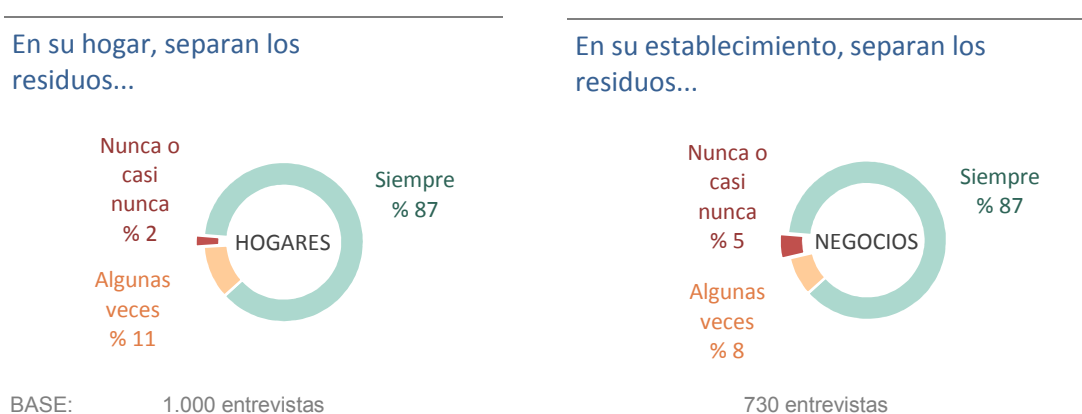 En su hogar, separan los
residuos...
Nunca o
casi
nunca
% 2
Siempre
% 87
HOGARES
Algunas
veces
% 11
En su establecimiento, separan los
residuos...
Nunca o
casi
nunca
% 5
Siempre
% 87
NEGOCIOS
Algunas
veces
% 8
BASE: 1.000 entrevistas 730 entrevistas